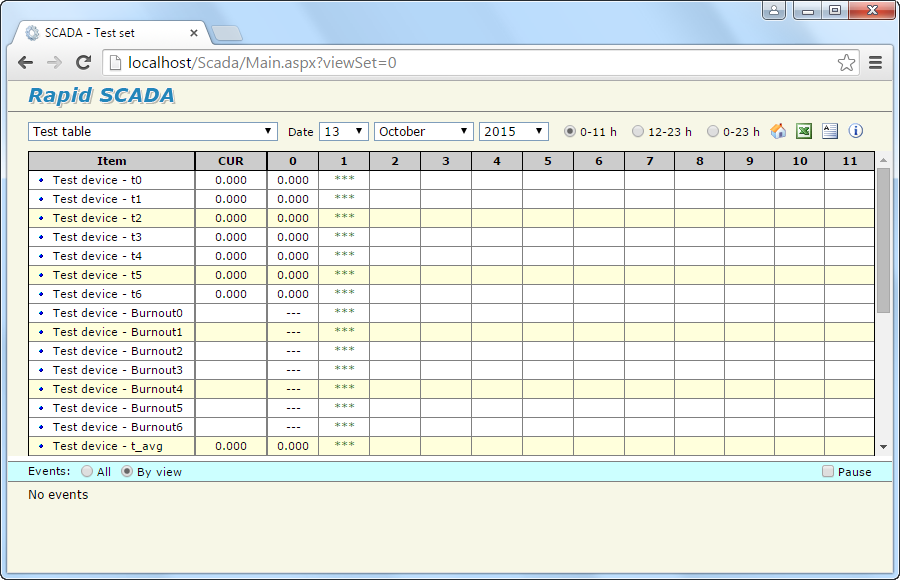 SCADA - Test set
localhost/Scada/Main.aspx?viewSet=0
Rapid SCADA
Test table Date 13 October 2015 0-11 h 12-23 h 0-23 h
Item CUR 0 1 2 3 4 5 6 7 8 9 10 11
Test device - t0 0.000 0.000 ***
Test device - t1 0.000 0.000 ***
Test device - t2 0.000 0.000 ***
Test device - t3 0.000 0.000 ***
Test device - t4 0.000 0.000 ***
Test device - t5 0.000 0.000 ***
Test device - t6 0.000 0.000 ***
Test device - Burnout0 --- ***
Test device - Burnout1 --- ***
Test device - Burnout2 --- ***
Test device - Burnout3 --- ***
Test device - Burnout4 --- ***
Test device - Burnout5 --- ***
Test device - Burnout6 --- ***
Test device - t_avg 0.000 0.000 ***
Events: All By view Pause
No events